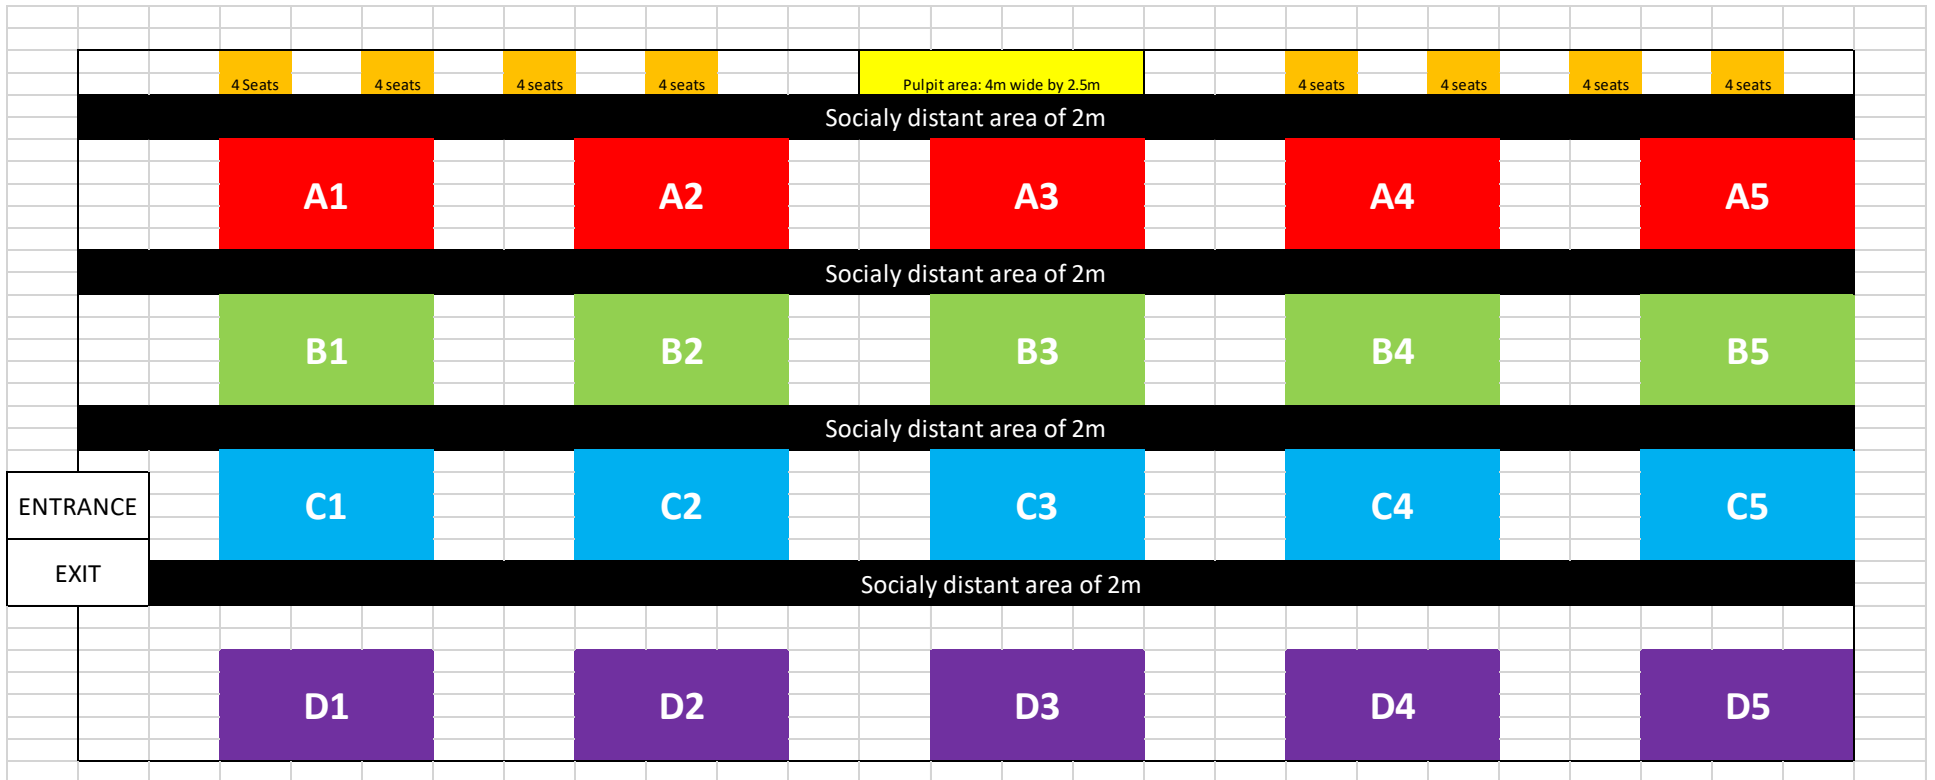 4 Seats 4 seats 4 seats 4 seats Pulpit area: 4m wide by 2.5m 4 seats 4 seats 4 seats 4 seats
Socialy distant area of 2m
A1 A2 A3 A4 A5
Socialy distant area of 2m
B1 B2 B3 B4 B5
Socialy distant area of 2m
ENTRANCE C1 C2 C3 C4 C5
EXIT Socialy distant area of 2m
D1 D2 D3 D4 D5